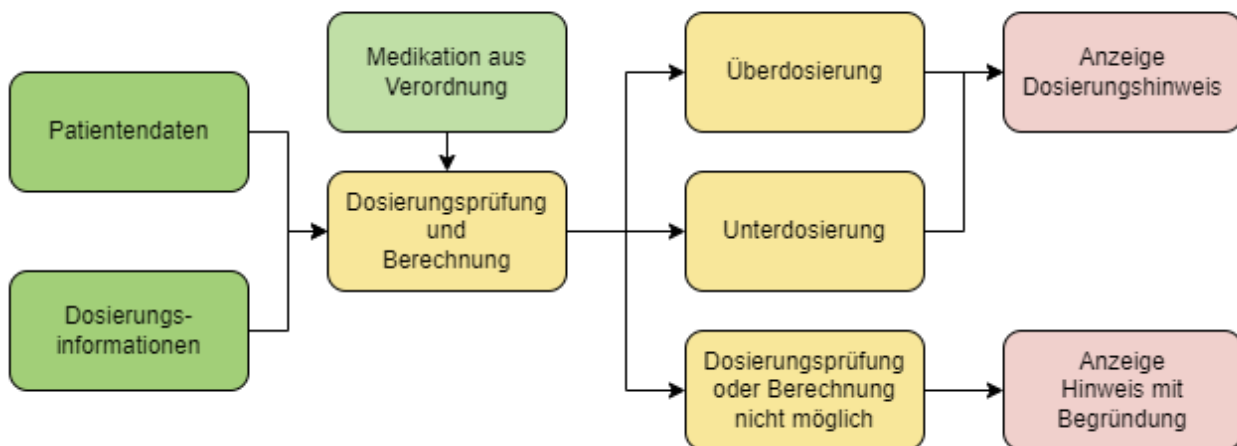 Patientendaten
Dosierungs-
informationen
Medikation aus
Verordnung
Dosierungsprüfung
und
Berechnung
Überdosierung
Unterdosierung
Dosierungsprüfung
oder Berechnung
nicht möglich
Anzeige
Dosierungshinweis
Anzeige
Hinweis mit
Begründung